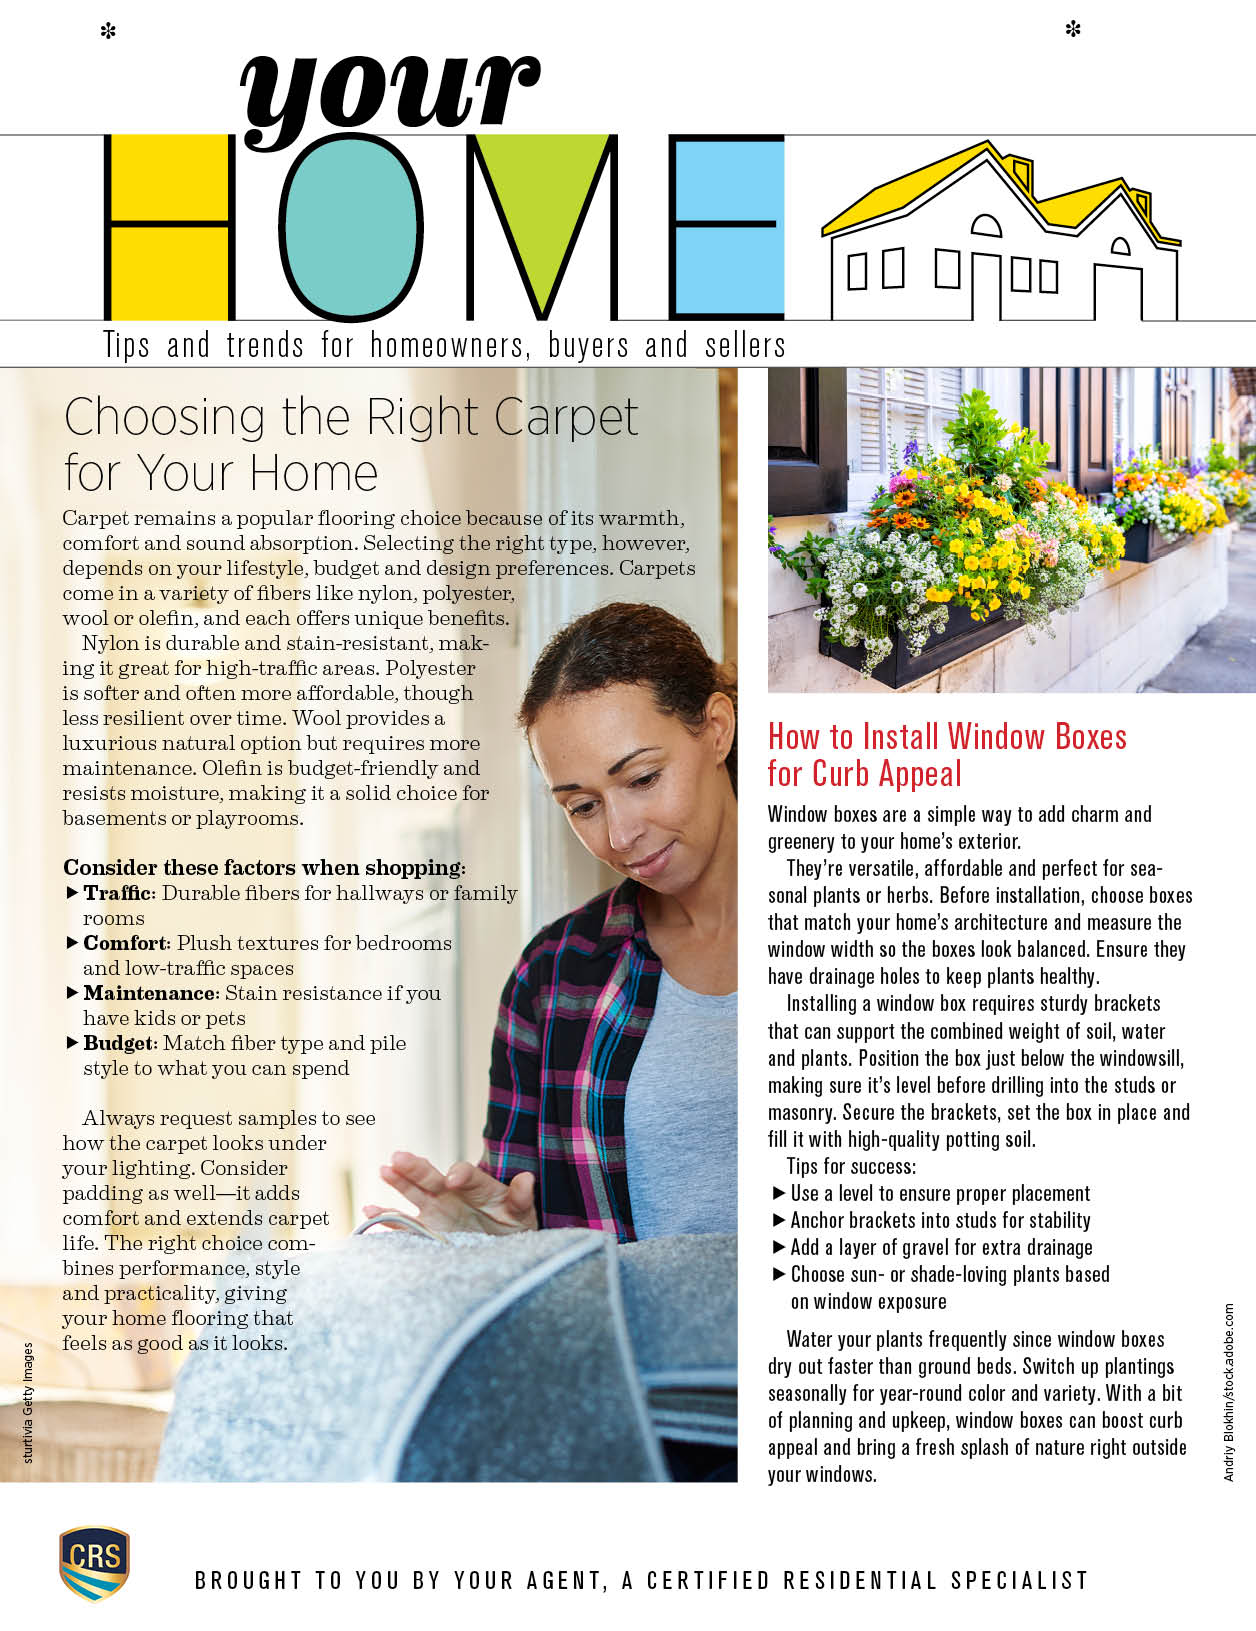 * *
your
HOME
Tips and trends for homeowners, buyers and sellers
Choosing the Right Carpet
for Your Home
Carpet remains a popular flooring choice because of its warmth,
comfort and sound absorption. Selecting the right type, however,
depends on your lifestyle, budget and design preferences. Carpets
come in a variety of fibers like nylon, polyester,
wool or olefin, and each offers unique benefits.
Nylon is durable and stain-resistant, mak-
ing it great for high-traffic areas. Polyester
is softer and often more affordable, though
less resilient over time. Wool provides a
luxurious natural option but requires more
maintenance. Olefin is budget-friendly and
resists moisture, making it a solid choice for
basements or playrooms.
Consider these factors when shopping:
▶ Traffic: Durable fibers for hallways or family
rooms
▶ Comfort: Plush textures for bedrooms
and low-traffic spaces
▶ Maintenance: Stain resistance if you
have kids or pets
▶ Budget: Match fiber type and pile
style to what you can spend
Always request samples to see
how the carpet looks under
your lighting. Consider
padding as well—it adds
comfort and extends carpet
life. The right choice com-
bines performance, style
and practicality, giving
your home flooring that
feels as good as it looks.
sturtivia Getty Images
How to Install Window Boxes
for Curb Appeal
Window boxes are a simple way to add charm and
greenery to your home’s exterior.
They’re versatile, affordable and perfect for sea-
sonal plants or herbs. Before installation, choose boxes
that match your home’s architecture and measure the
window width so the boxes look balanced. Ensure they
have drainage holes to keep plants healthy.
Installing a window box requires sturdy brackets
that can support the combined weight of soil, water
and plants. Position the box just below the windowsill,
making sure it’s level before drilling into the studs or
masonry. Secure the brackets, set the box in place and
fill it with high-quality potting soil.
Tips for success:
▶ Use a level to ensure proper placement
▶ Anchor brackets into studs for stability
▶ Add a layer of gravel for extra drainage
▶ Choose sun- or shade-loving plants based
on window exposure
Water your plants frequently since window boxes
dry out faster than ground beds. Switch up plantings
seasonally for year-round color and variety. With a bit
of planning and upkeep, window boxes can boost curb
appeal and bring a fresh splash of nature right outside
your windows.
Andriy Blokhin/stock.adobe.com
CRS
BROUGHT TO YOU BY YOUR AGENT, A CERTIFIED RESIDENTIAL SPECIALIST